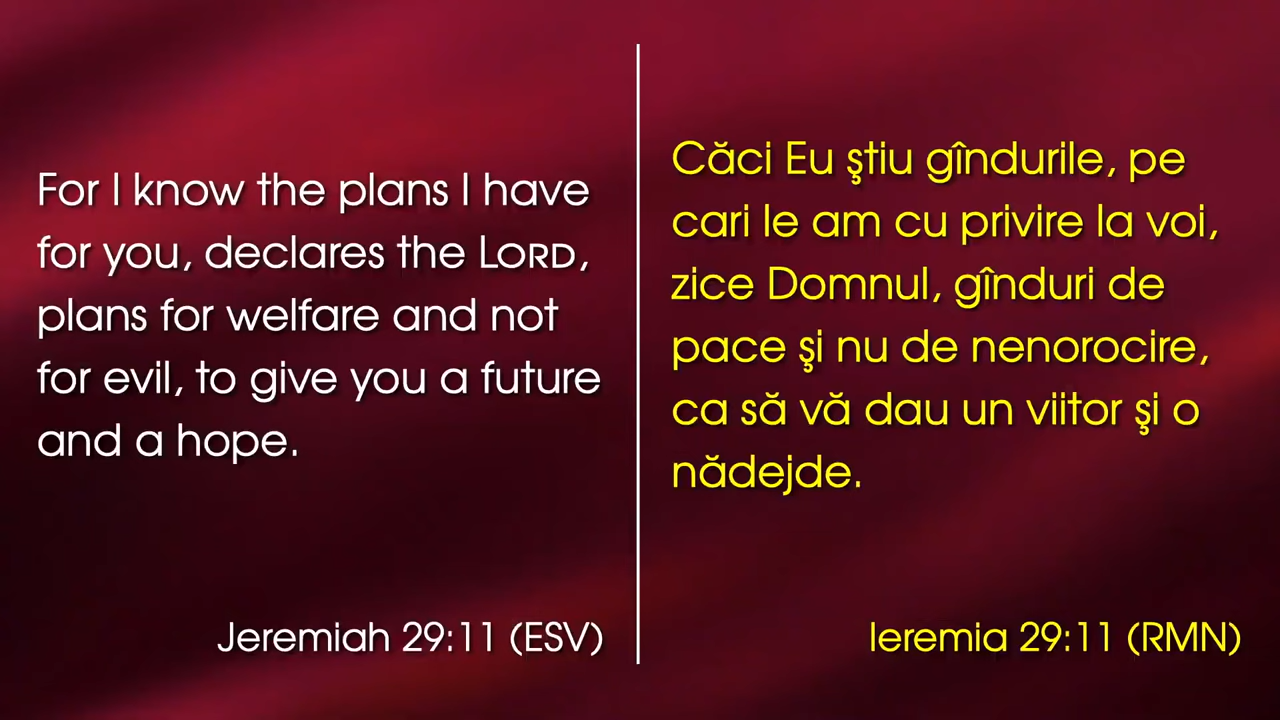 For I know the plans I have
for you, declares the LORD,
plans for welfare and not
for evil, to give you a future
and a hope.
Jeremiah 29:11 (ESV)
Căci Eu ştiu gîndurile, pe
cari le am cu privire la voi,
zice Domnul, gînduri de
pace şi nu de nenorocire,
ca să vă dau un viitor şi o
nădejde.
Ieremia 29:11 (RMN)